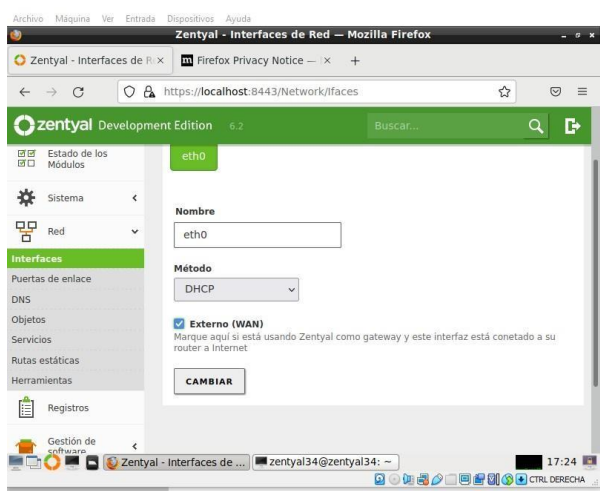 Archivo Máquina Ver Entrada Dispositivos Ayuda
Zentyal - Interfaces de Red — Mozilla Firefox
Zentyal - Interfaces de R
Firefox Privacy Notice —
https://localhost:8443/Network/Ifaces
zentyal Development Edition 6.2
Buscar...
Estado de los
Módulos
Sistema
Red
Interfaces
Puertas de enlace
DNS
Objetos
Servicios
Rutas estáticas
Herramientas
Registros
Gestión de
software
eth0
Nombre
eth0
Método
DHCP
Externo (WAN)
Marque aquí si está usando Zentyal como gateway y este interfaz está conetado a su
router a Internet
CAMBIAR
Zentyal - Interfaces de ...
zentyal34@zentyal34: ~
17:24
CTRL DERECHA